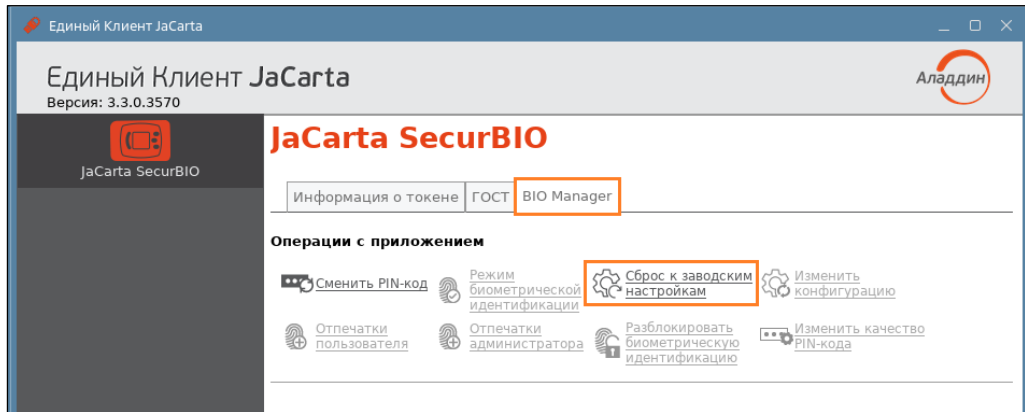 Единый Клиент JaCarta
Единый Клиент JaCarta
Аладдин
Версия: 3.3.0.3570
JaCarta SecurBIO
JaCarta SecurBIO
Информация о токене ГОСТ BIO Manager
Операции с приложением
Сменить PIN-код
Режим
биометрической
идентификации
Сброс к заводским
настройкам
Изменить
конфигурацию
Отпечатки
пользователя
Отпечатки
администратора
Разблокировать
биометрическую
идентификацию
Изменить качество
PIN-кода